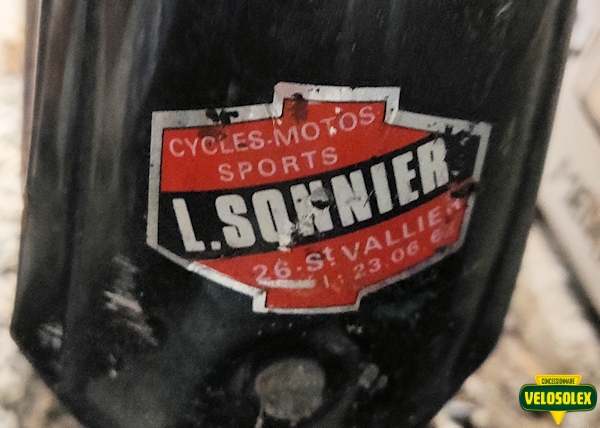 CYCLES-MOTOS
SPORTS
L.SONNIER
26-St VALLIER
23.06
CONCESSIONNAIRE
VELOSOLEX